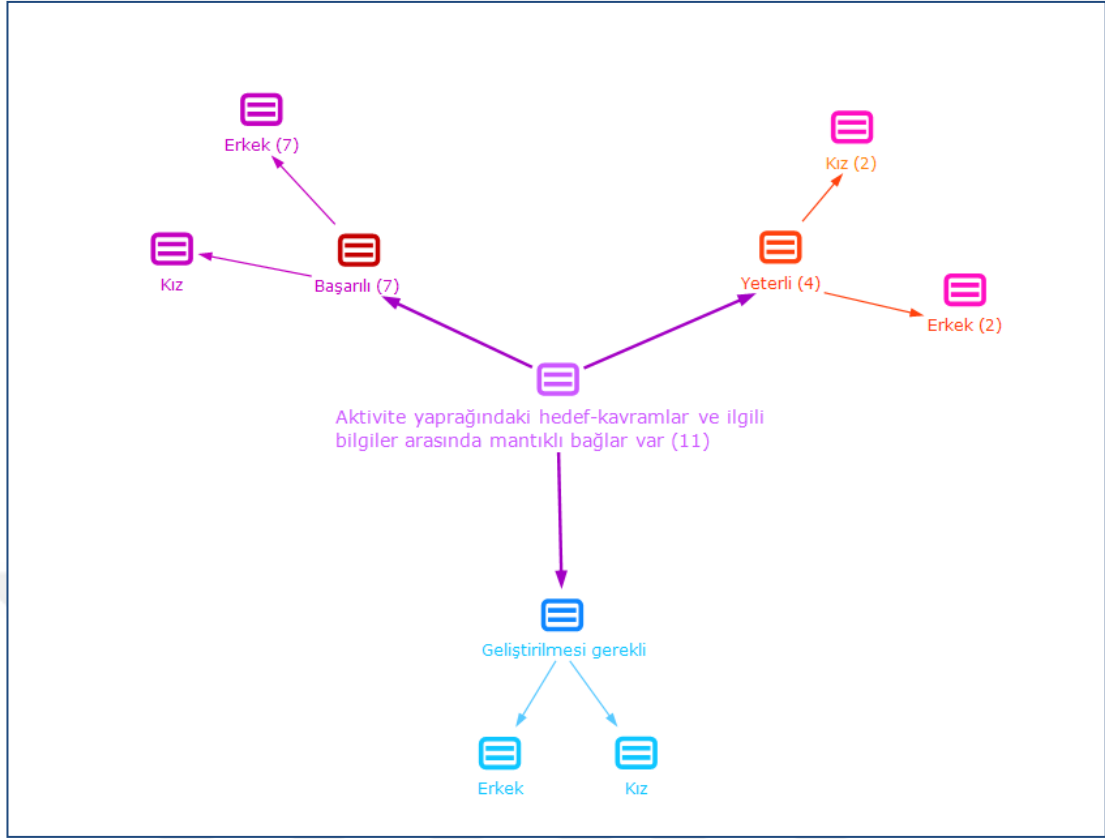 Erkek (7)
Kız (2)
Kız
Başarılı (7)
Yeterli (4)
Erkek (2)
Aktivite yaprağındaki hedef-kavramlar ve ilgili
bilgiler arasında mantıklı bağlar var (11)
Geliştirilmesi gerekli
Erkek
Kız